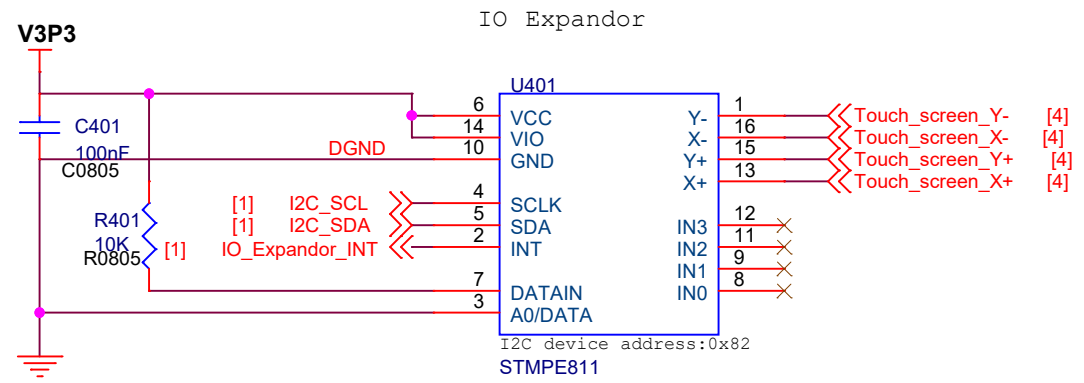 IO Expandor
V3P3
U401
6 VCC Y- 1 Touch_screen_Y- [4]
14 VIO X- 16 Touch_screen_X- [4]
C401
100nF
C0805
DGND 10 GND Y+ 15 Touch_screen_Y+ [4]
X+ 13 Touch_screen_X+ [4]
[1] I2C_SCL 4 SCLK
[1] I2C_SDA 5 SDA IN3 12
[1] IO_Expandor_INT 2 INT IN2 11
R401
10K
R0805
IN1 9
7 DATAIN IN0 8
3 A0/DATA
I2C device address:0x82
STMPE811